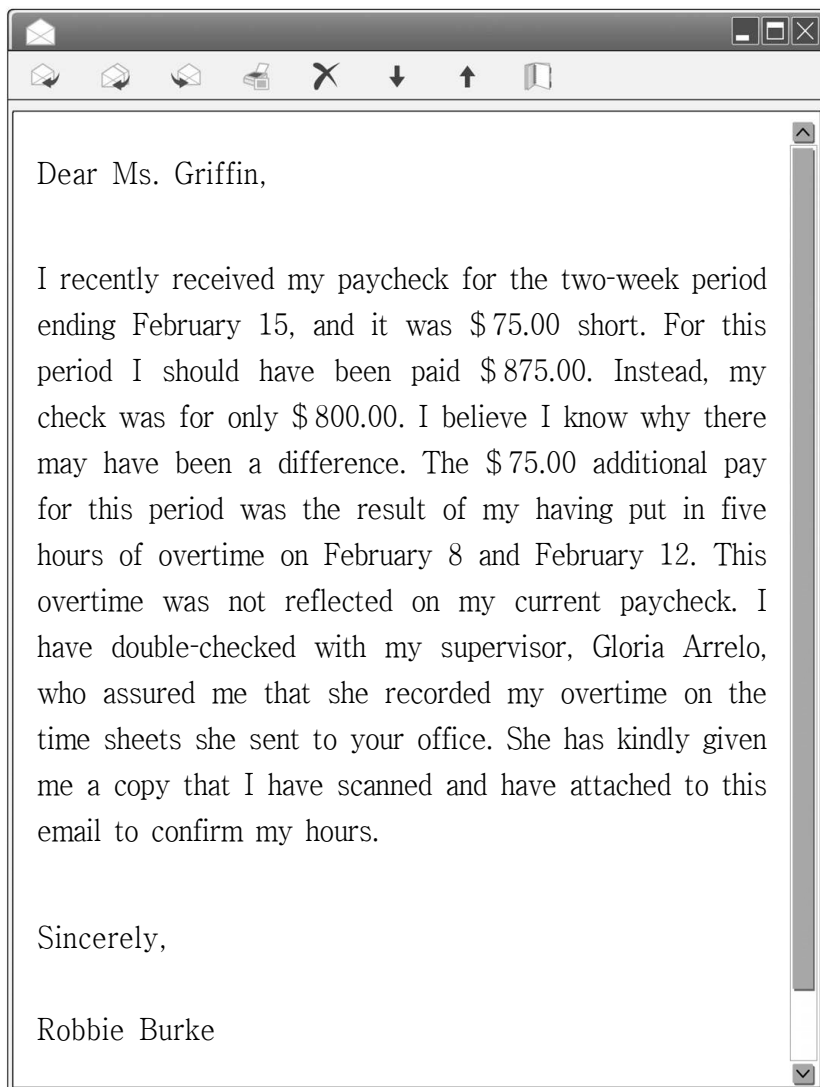 Dear Ms. Griffin,
I recently received my paycheck for the two-week period
ending February 15, and it was $75.00 short. For this
period I should have been paid $875.00. Instead, my
check was for only $800.00. I believe I know why there
may have been a difference. The $75.00 additional pay
for this period was the result of my having put in five
hours of overtime on February 8 and February 12. This
overtime was not reflected on my current paycheck. I
have double-checked with my supervisor, Gloria Arrelo,
who assured me that she recorded my overtime on the
time sheets she sent to your office. She has kindly given
me a copy that I have scanned and have attached to this
email to confirm my hours.
Sincerely,
Robbie Burke